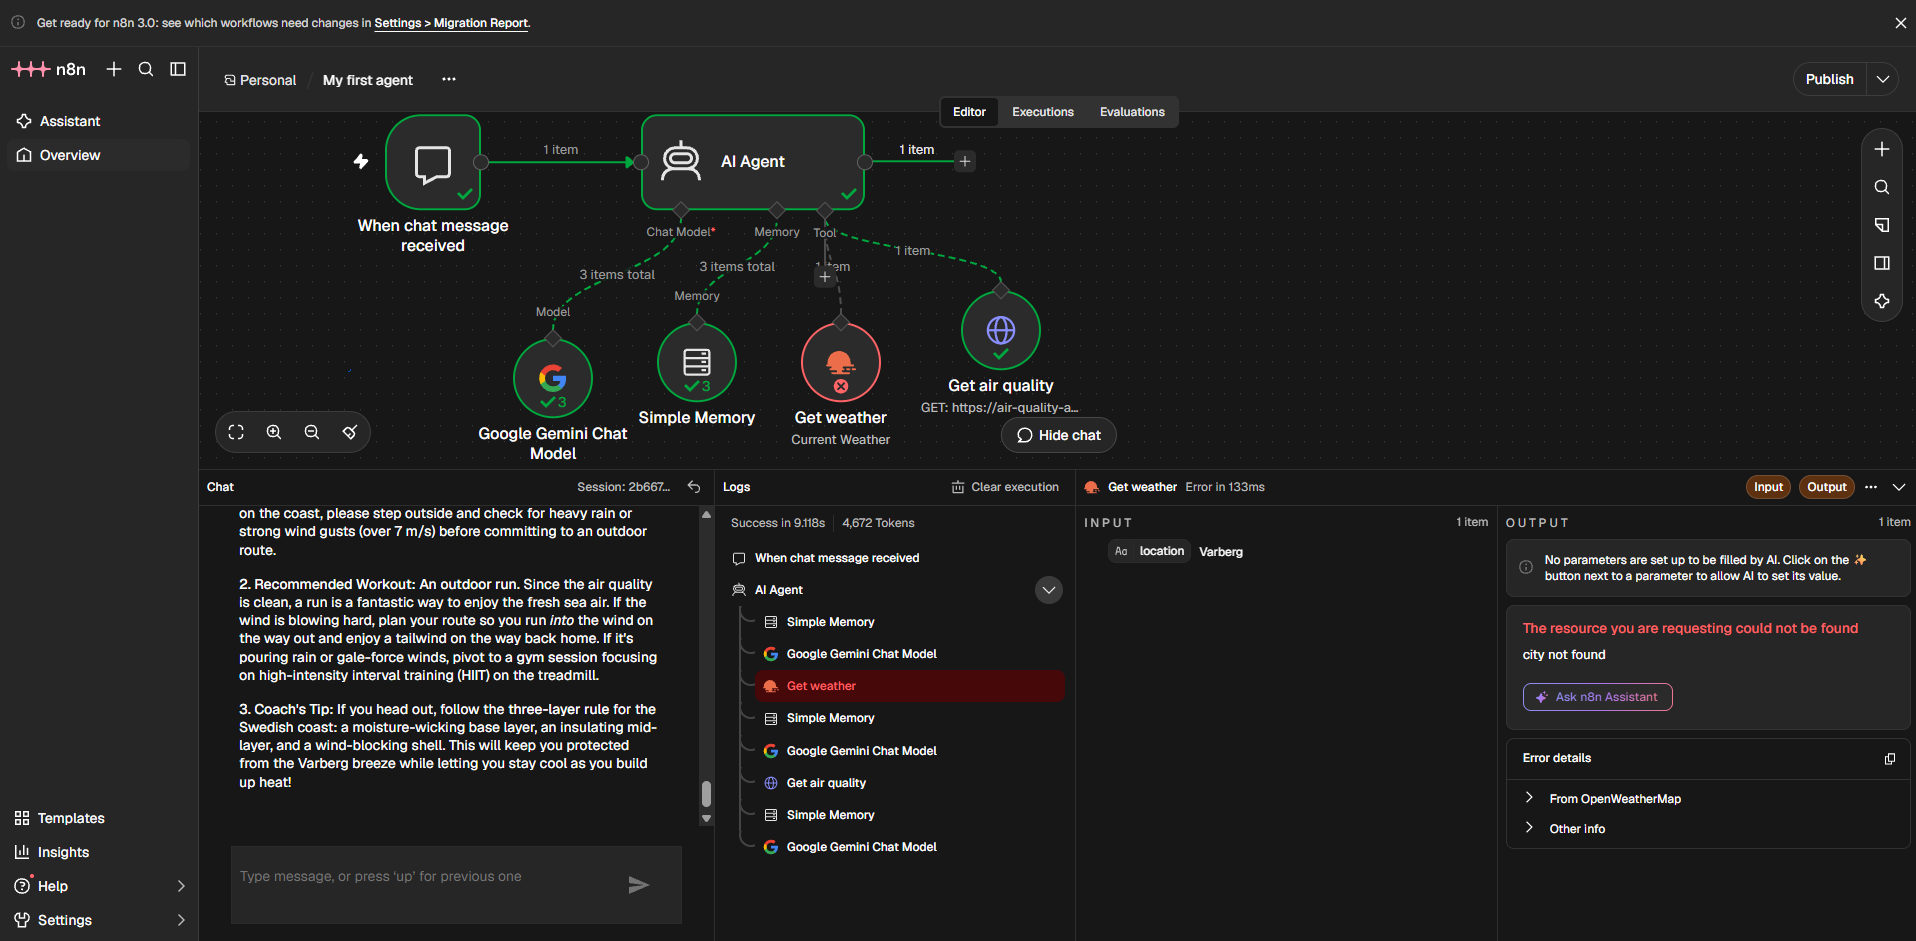 Get ready for n8n 3.0: see which workflows need changes in Settings > Migration Report.
n8n
Personal / My first agent
Publish
Assistant
Overview
Editor Executions Evaluations
1 item
AI Agent
1 item
When chat message
received
Chat Model*
Memory
Tool
1 item
3 items total
3 items total
1 item
Memory
Model
3
3
Google Gemini Chat
Model
Simple Memory
Get weather
Current Weather
Get air quality
GET: https://air-quality-a...
Hide chat
Templates
Insights
Help
Settings
Chat
Session: 2b667...
on the coast, please step outside and check for heavy rain or
strong wind gusts (over 7 m/s) before committing to an outdoor
route.
2. Recommended Workout: An outdoor run. Since the air quality
is clean, a run is a fantastic way to enjoy the fresh sea air. If the
wind is blowing hard, plan your route so you run into the wind on
the way out and enjoy a tailwind on the way back home. If it's
pouring rain or gale-force winds, pivot to a gym session focusing
on high-intensity interval training (HIIT) on the treadmill.
3. Coach's Tip: If you head out, follow the three-layer rule for the
Swedish coast: a moisture-wicking base layer, an insulating mid-
layer, and a wind-blocking shell. This will keep you protected
from the Varberg breeze while letting you stay cool as you build
up heat!
Type message, or press 'up' for previous one
Logs
Clear execution
Success in 9.118s 4,672 Tokens
When chat message received
AI Agent
Simple Memory
Google Gemini Chat Model
Get weather
Simple Memory
Google Gemini Chat Model
Get air quality
Simple Memory
Google Gemini Chat Model
Get weather Error in 133ms
Input Output
INPUT
1 item
Aa location Varberg
OUTPUT
1 item
No parameters are set up to be filled by AI. Click on the ✨
button next to a parameter to allow AI to set its value.
The resource you are requesting could not be found
city not found
Ask n8n Assistant
Error details
From OpenWeatherMap
Other info